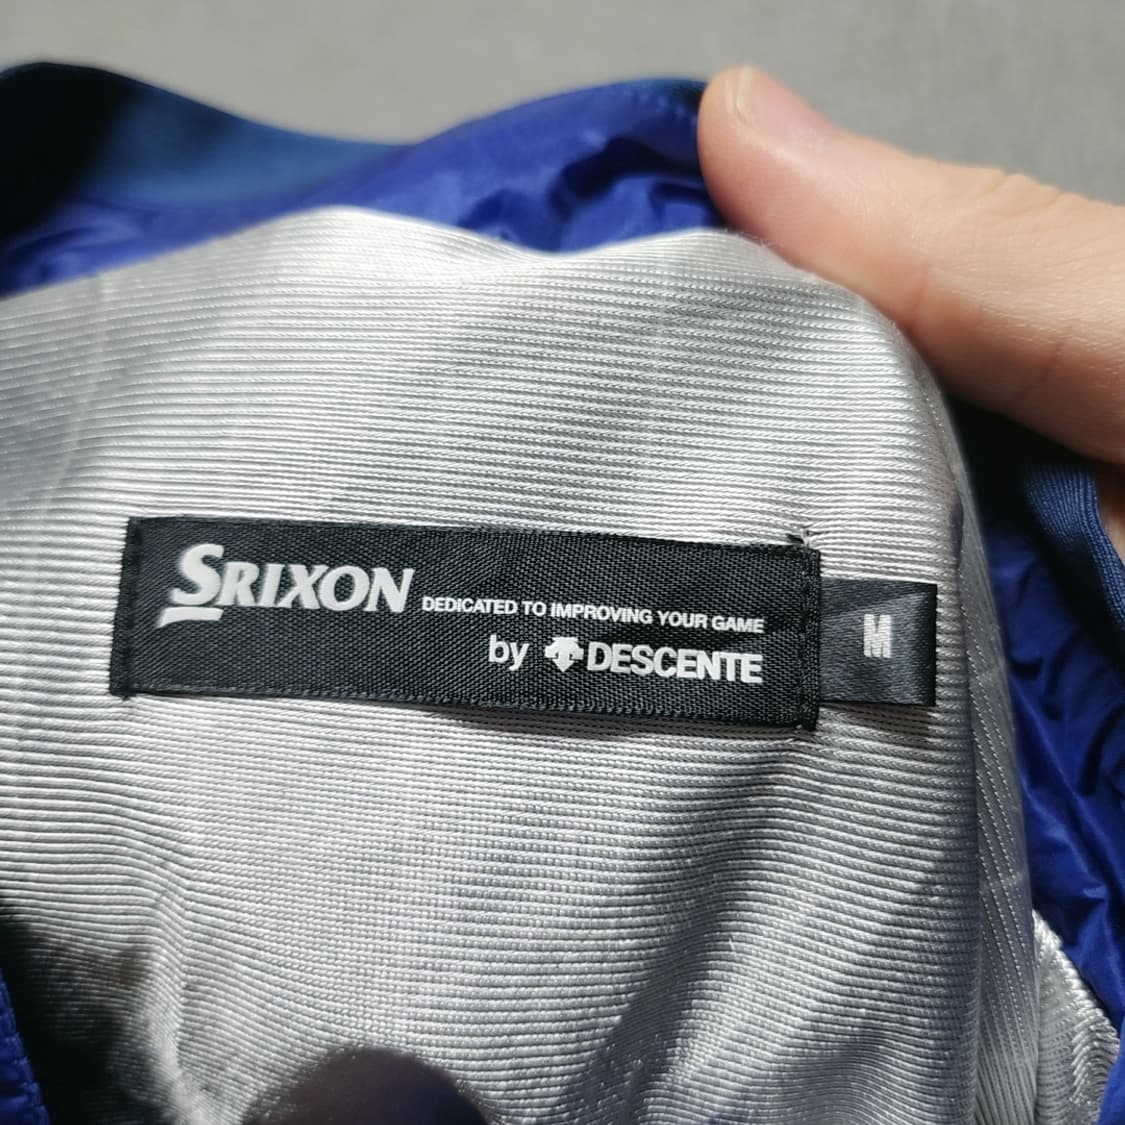 SRIXON DEDICATED TO IMPROVING YOUR GAME
by DESCENTE
M